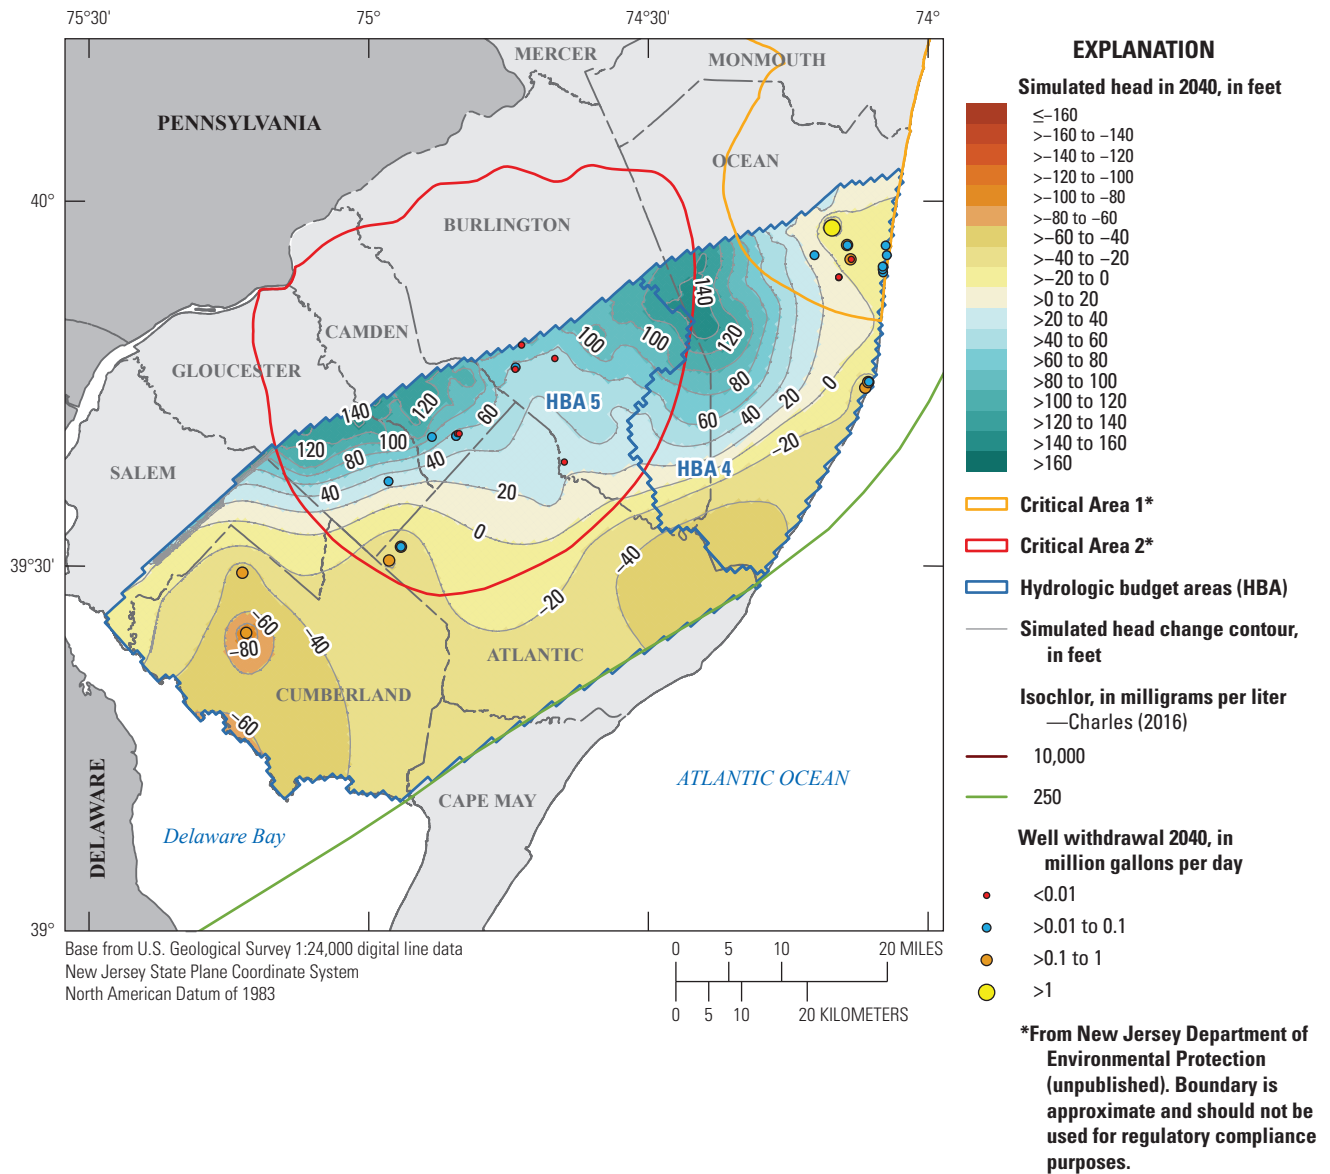 75°30'
75°
74°30'
74°
40°
39°30'
39°
MERCER
MONMOUTH
PENNSYLVANIA
OCEAN
BURLINGTON
CAMDEN
GLOUCESTER
SALEM
HBA 5
HBA 4
140
120
100
100
80
60
40
20
0
–20
140
120
100
120
80
60
40
40
20
0
–20
–40
–40
–60
–80
–60
ATLANTIC
CUMBERLAND
CAPE MAY
DELAWARE
Delaware Bay
ATLANTIC OCEAN
Base from U.S. Geological Survey 1:24,000 digital line data
New Jersey State Plane Coordinate System
North American Datum of 1983
0 5 10 20 MILES
0 5 10 20 KILOMETERS
EXPLANATION
Simulated head in 2040, in feet
≤–160
>–160 to –140
>–140 to –120
>–120 to –100
>–100 to –80
>–80 to –60
>–60 to –40
>–40 to –20
>–20 to 0
>0 to 20
>20 to 40
>40 to 60
>60 to 80
>80 to 100
>100 to 120
>120 to 140
>140 to 160
>160
Critical Area 1*
Critical Area 2*
Hydrologic budget areas (HBA)
Simulated head change contour,
in feet
Isochlor, in milligrams per liter
—Charles (2016)
10,000
250
Well withdrawal 2040, in
million gallons per day
<0.01
>0.01 to 0.1
>0.1 to 1
>1
*From New Jersey Department of
Environmental Protection
(unpublished). Boundary is
approximate and should not be
used for regulatory compliance
purposes.